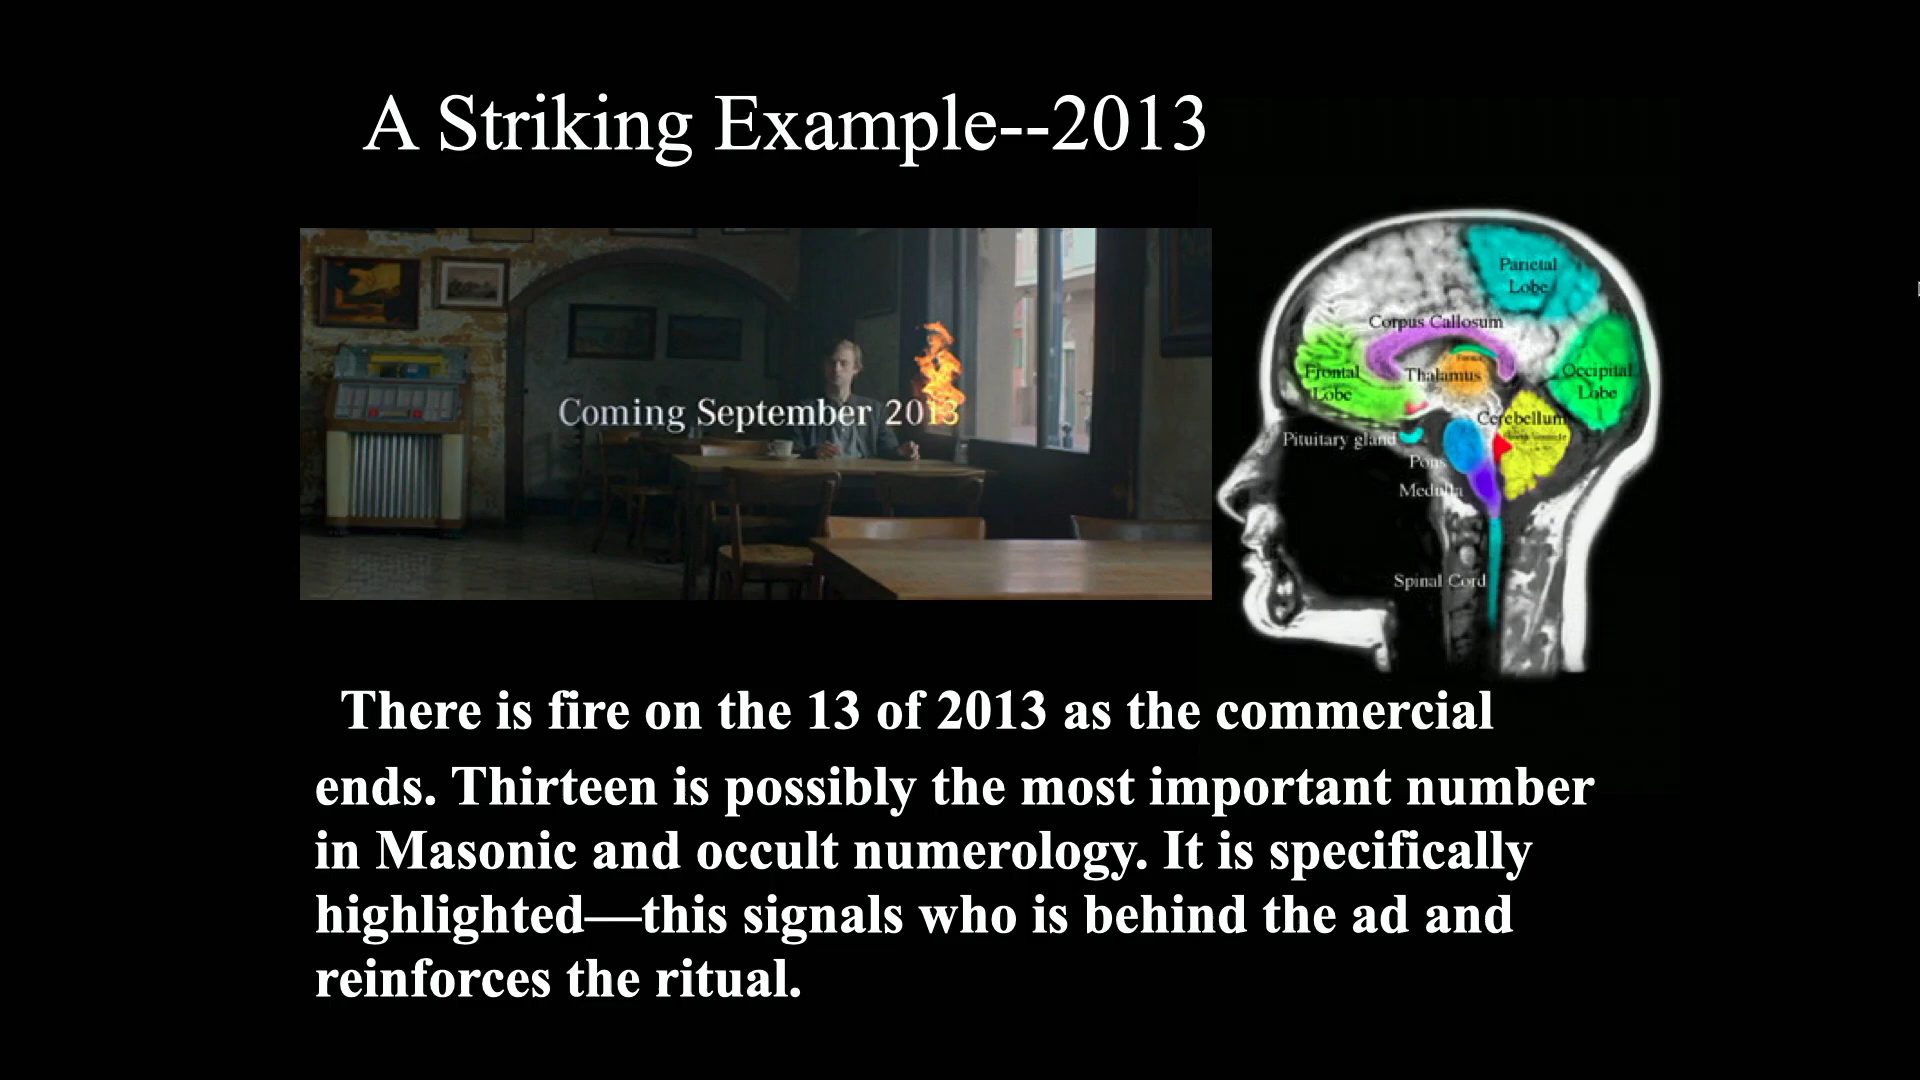 A Striking Example--2013
Coming September 2013
Parietal
Lobe
Corpus Callosum
Frontal
Lobe
Thalamus
Occipital
Lobe
Cerebellum
Pituitary gland
Pons
Medulla
Spinal Cord
There is fire on the 13 of 2013 as the commercial
ends. Thirteen is possibly the most important number
in Masonic and occult numerology. It is specifically
highlighted—this signals who is behind the ad and
reinforces the ritual.